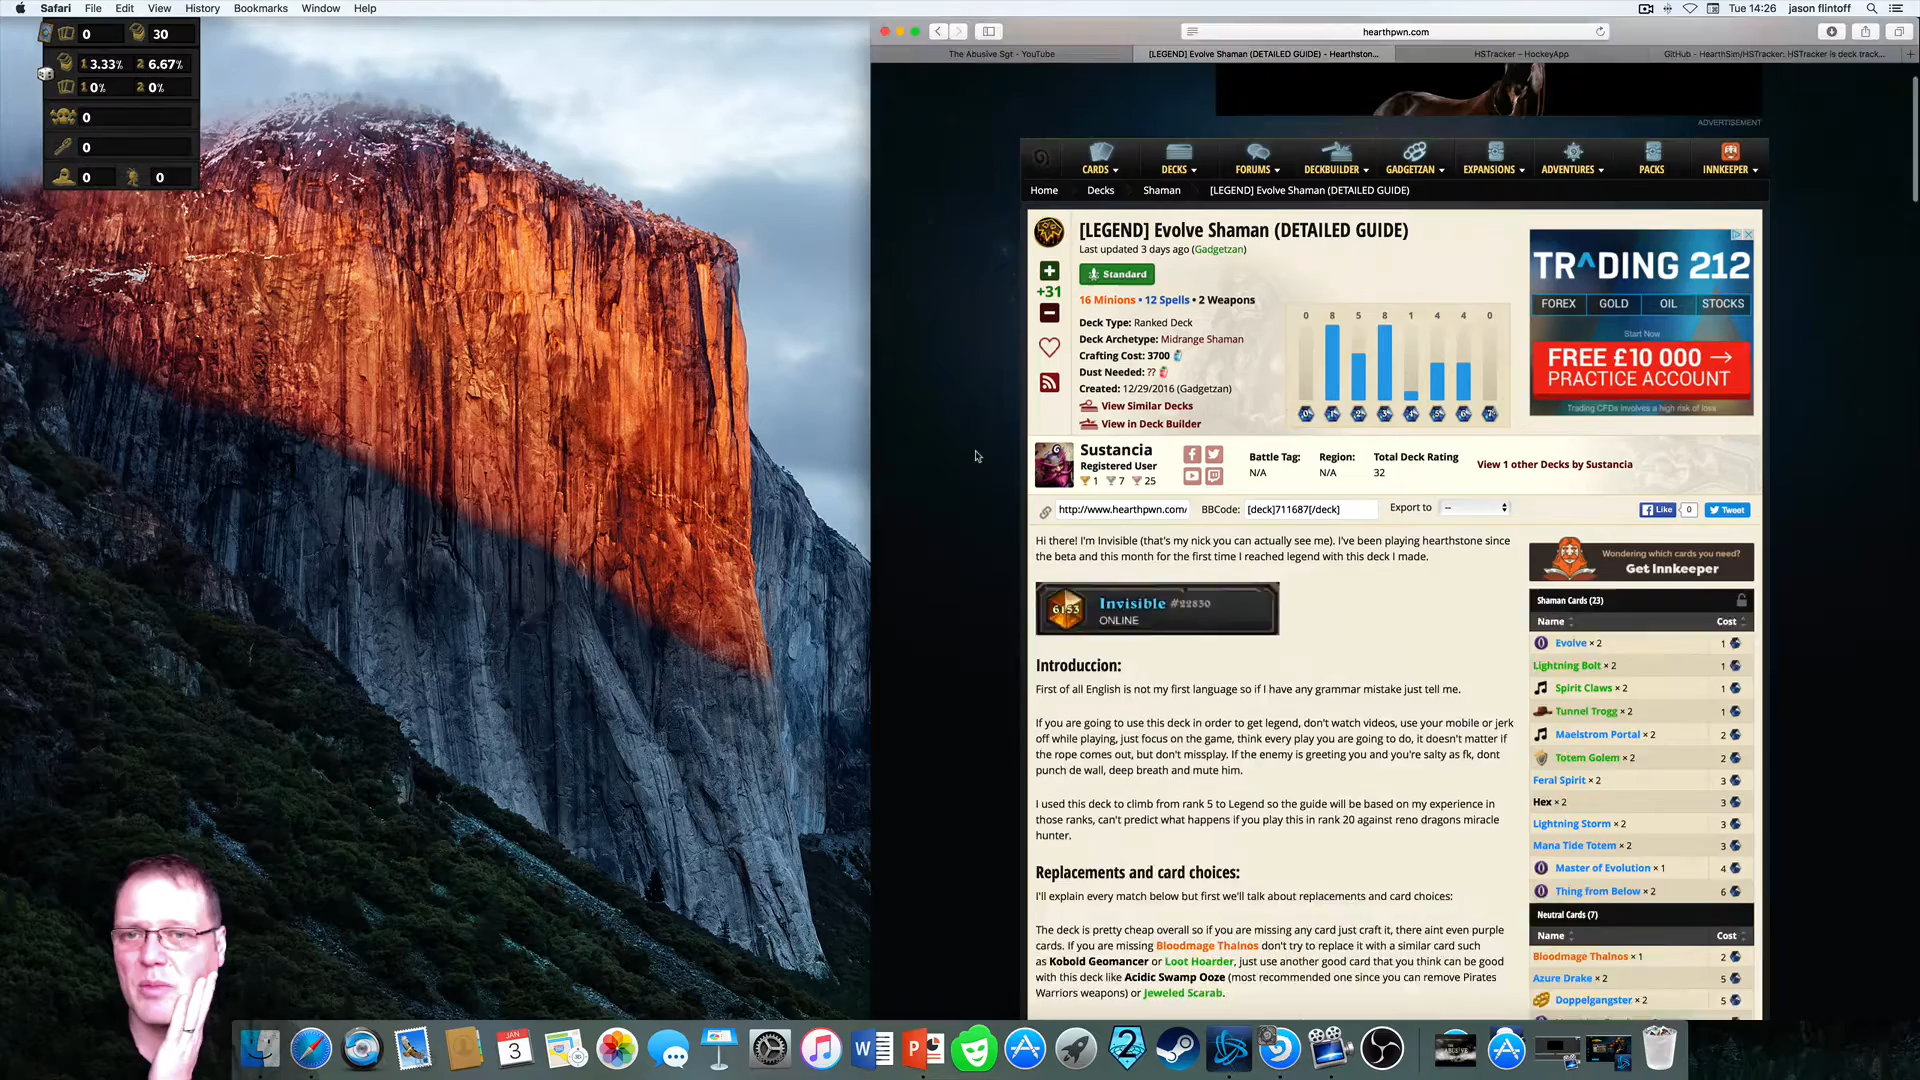 Safari File Edit View History Bookmarks Window Help
Tue 14:26 jason flintoff
0 30
1 3.33% 2 6.67%
1 0% 2 0%
0
0
0 0
hearthpwn.com
The Abusive Sgt - YouTube
[LEGEND] Evolve Shaman (DETAILED GUIDE) - Hearthston...
HSTracker – HockeyApp
GitHub - HearthSim/HSTracker: HSTracker is deck track...
ADVERTISEMENT
CARDS DECKS FORUMS DECKBUILDER GADGETZAN EXPANSIONS ADVENTURES PACKS INNKEEPER
Home Decks Shaman [LEGEND] Evolve Shaman (DETAILED GUIDE)
[LEGEND] Evolve Shaman (DETAILED GUIDE)
Last updated 3 days ago (Gadgetzan)
Standard
+31
16 Minions • 12 Spells • 2 Weapons
Deck Type: Ranked Deck
Deck Archetype: Midrange Shaman
Crafting Cost: 3700
Dust Needed: ??
Created: 12/29/2016 (Gadgetzan)
View Similar Decks
View in Deck Builder
0 8 5 8 1 4 4 0
0 1 2 3 4 5 6 7
TRADING 212
FOREX GOLD OIL STOCKS
Start Now
FREE £10 000 →
PRACTICE ACCOUNT
Trading CFDs involves a high risk of loss
Sustancia
Registered User
1 7 25
Battle Tag: Region: Total Deck Rating
N/A N/A 32
View 1 other Decks by Sustancia
http://www.hearthpwn.com/ BBCode: [deck]711687[/deck] Export to --
Like 0 Tweet
Hi there! I'm Invisible (that's my nick you can actually see me). I've been playing hearthstone since
the beta and this month for the first time I reached legend with this deck I made.
6153 Invisible #22830
ONLINE
Introduccion:
First of all English is not my first language so if I have any grammar mistake just tell me.
If you are going to use this deck in order to get legend, don't watch videos, use your mobile or jerk
off while playing, just focus on the game, think every play you are going to do, it doesn't matter if
the rope comes out, but don't missplay. If the enemy is greeting you and you're salty as fk, dont
punch de wall, deep breath and mute him.
I used this deck to climb from rank 5 to Legend so the guide will be based on my experience in
those ranks, can't predict what happens if you play this in rank 20 against reno dragons miracle
hunter.
Replacements and card choices:
I'll explain every match below but first we'll talk about replacements and card choices:
The deck is pretty cheap overall so if you are missing any card just craft it, there aint even purple
cards. If you are missing Bloodmage Thalnos don't try to replace it with a similar card such
as Kobold Geomancer or Loot Hoarder, just use another good card that you think can be good
with this deck like Acidic Swamp Ooze (most recommended one since you can remove Pirates
Warriors weapons) or Jeweled Scarab.
Wondering which cards you need?
Get Innkeeper
Shaman Cards (23)
Name Cost
Evolve × 2 1
Lightning Bolt × 2 1
Spirit Claws × 2 1
Tunnel Trogg × 2 1
Maelstrom Portal × 2 2
Totem Golem × 2 2
Feral Spirit × 2 3
Hex × 2 3
Lightning Storm × 2 3
Mana Tide Totem × 2 3
Master of Evolution × 1 4
Thing from Below × 2 6
Neutral Cards (7)
Name Cost
Bloodmage Thalnos × 1 2
Azure Drake × 2 5
Doppelgangster × 2 5
JAN
3